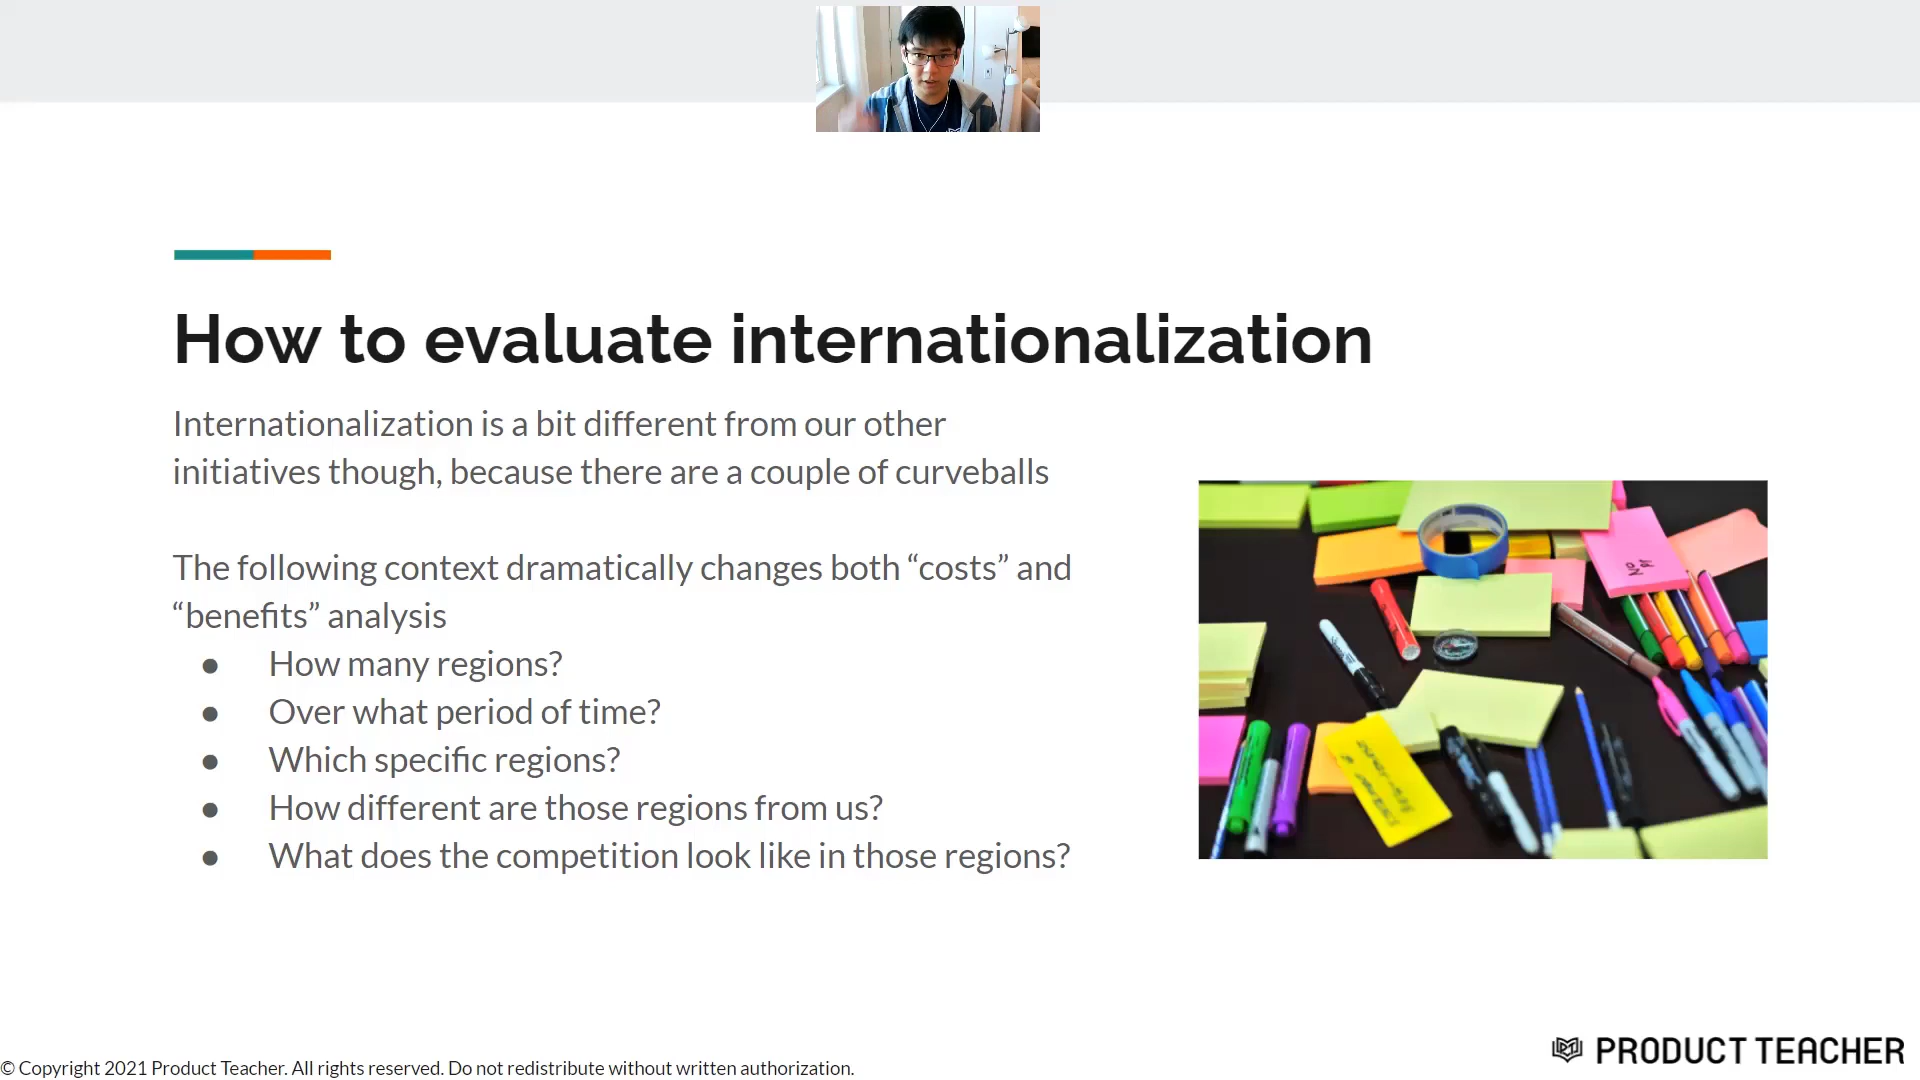 How to evaluate internationalization
Internationalization is a bit different from our other
initiatives though, because there are a couple of curveballs
The following context dramatically changes both “costs” and
“benefits” analysis
● How many regions?
● Over what period of time?
● Which specific regions?
● How different are those regions from us?
● What does the competition look like in those regions?
© Copyright 2021 Product Teacher. All rights reserved. Do not redistribute without written authorization.
PRODUCT TEACHER